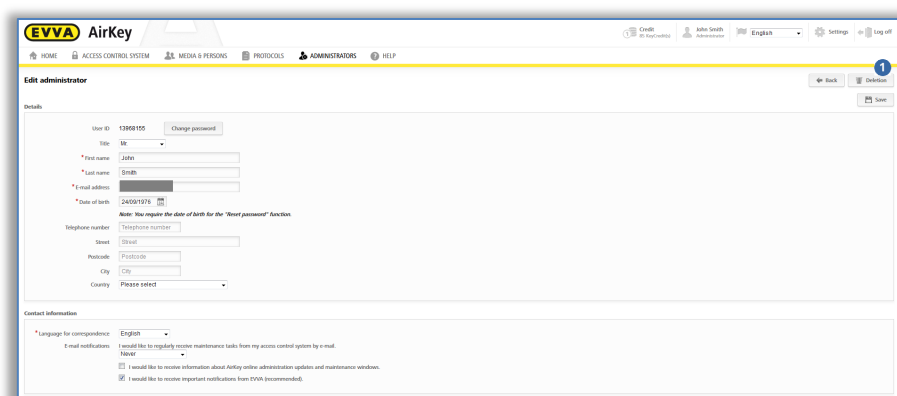 EVVA AirKey
Credit
85 KeyCredit(s)
John Smith
Administrator
English
Settings
Log off
HOME ACCESS CONTROL SYSTEM MEDIA & PERSONS PROTOCOLS ADMINISTRATORS ? HELP
1
Edit administrator
Back
Deletion
Save
Details
User ID 13968155 Change password
Title Mr.
* First name John
* Last name Smith
* E-mail address
* Date of birth 24/09/1976
Note: You require the date of birth for the "Reset password" function.
Telephone number Telephone number
Street Street
Postcode Postcode
City City
Country Please select
Contact information
* Language for correspondence English
E-mail notifications I would like to regularly receive maintenance tasks from my access control system by e-mail.
Never
I would like to receive information about AirKey online administration updates and maintenance windows.
I would like to receive important notifications from EVVA (recommended).